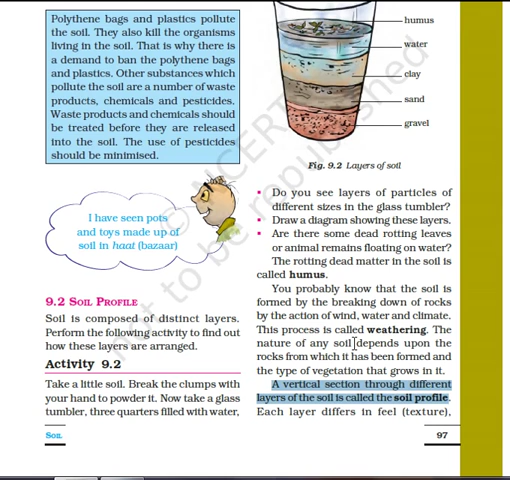 Polythene bags and plastics pollute
the soil. They also kill the organisms
living in the soil. That is why there is
a demand to ban the polythene bags
and plastics. Other substances which
pollute the soil are a number of waste
products, chemicals and pesticides.
Waste products and chemicals should
be treated before they are released
into the soil. The use of pesticides
should be minimised.
I have seen pots
and toys made up of
soil in haat (bazaar)
9.2 SOIL PROFILE
Soil is composed of distinct layers.
Perform the following activity to find out
how these layers are arranged.
Activity 9.2
Take a little soil. Break the clumps with
your hand to powder it. Now take a glass
tumbler, three quarters filled with water,
humus
water
clay
sand
gravel
Fig. 9.2 Layers of soil
• Do you see layers of particles of
different sizes in the glass tumbler?
• Draw a diagram showing these layers.
• Are there some dead rotting leaves
or animal remains floating on water?
The rotting dead matter in the soil is
called humus.
You probably know that the soil is
formed by the breaking down of rocks
by the action of wind, water and climate.
This process is called weathering. The
nature of any soil depends upon the
rocks from which it has been formed and
the type of vegetation that grows in it.
A vertical section through different
layers of the soil is called the soil profile.
Each layer differs in feel (texture),
SOIL
97
© NCERT
not to be republished